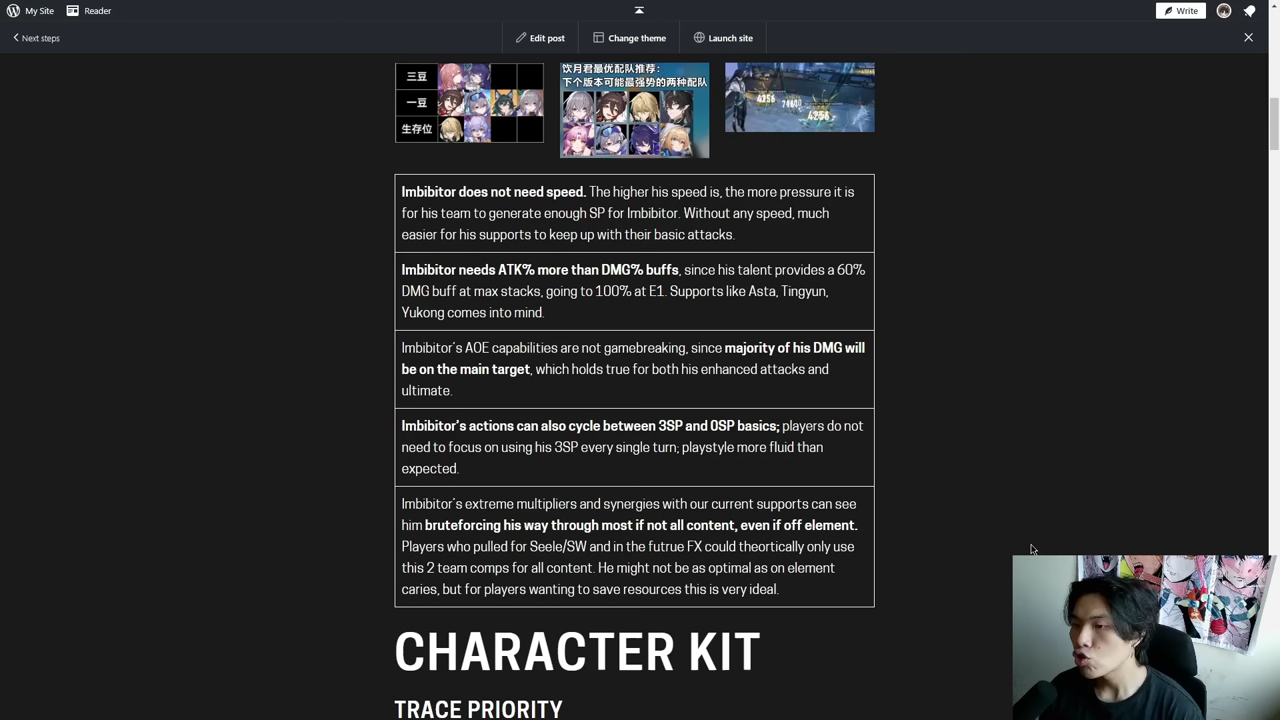 My Site
Reader
Write
Next steps
Edit post
Change theme
Launch site
三豆
一豆
生存位
饮月君最优配队推荐：
下个版本可能最强势的两种配队
4256
4256
Imbibitor does not need speed. The higher his speed is, the more pressure it is
for his team to generate enough SP for Imbibitor. Without any speed, much
easier for his supports to keep up with their basic attacks.
Imbibitor needs ATK% more than DMG% buffs, since his talent provides a 60%
DMG buff at max stacks, going to 100% at E1. Supports like Asta, Tingyun,
Yukong comes into mind.
Imbibitor's AOE capabilities are not gamebreaking, since majority of his DMG will
be on the main target, which holds true for both his enhanced attacks and
ultimate.
Imbibitor's actions can also cycle between 3SP and 0SP basics; players do not
need to focus on using his 3SP every single turn; playstyle more fluid than
expected.
Imbibitor's extreme multipliers and synergies with our current supports can see
him bruteforcing his way through most if not all content, even if off element.
Players who pulled for Seele/SW and in the futrue FX could theortically only use
this 2 team comps for all content. He might not be as optimal as on element
caries, but for players wanting to save resources this is very ideal.
CHARACTER KIT
TRACE PRIORITY